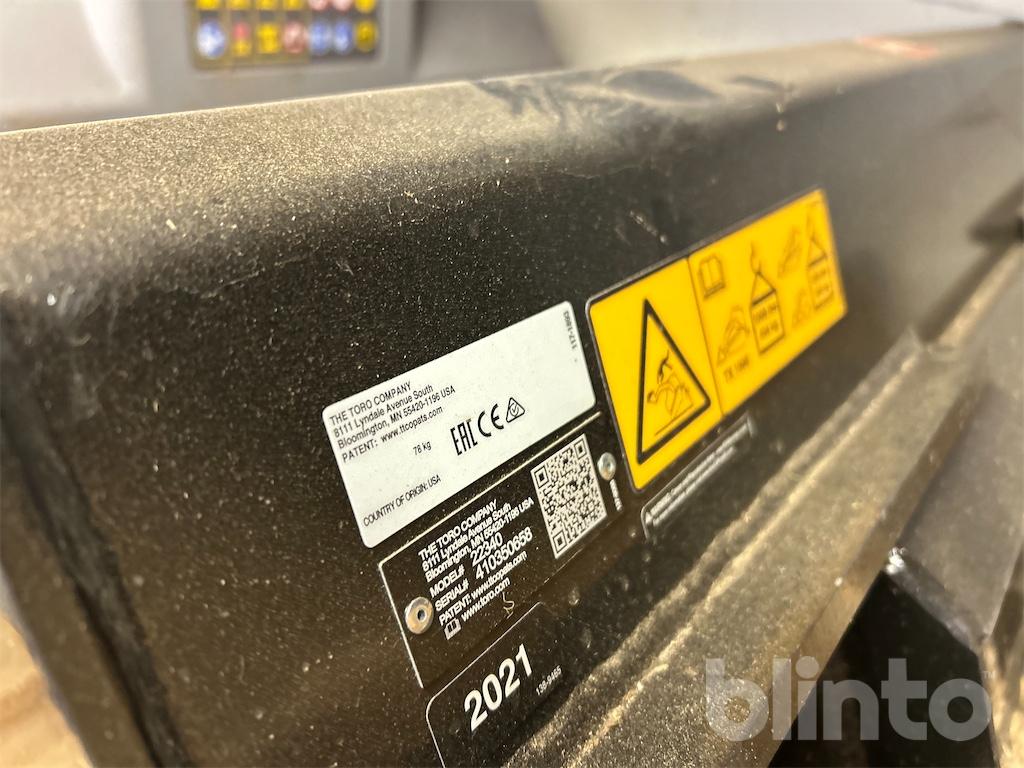 117-1893
THE TORO COMPANY
8111 Lyndale Avenue South
Bloomington, MN 55420-1196 USA
PATENT: www.ttcopats.com
78 kg
EAC CE
COUNTRY OF ORIGIN: USA
THE TORO COMPANY
8111 Lyndale Avenue South
Bloomington, MN 55420-1196 USA
MODEL# 22340
SERIAL# 410350658
PATENT: www.ttcopats.com
www.toro.com
2021
blinto